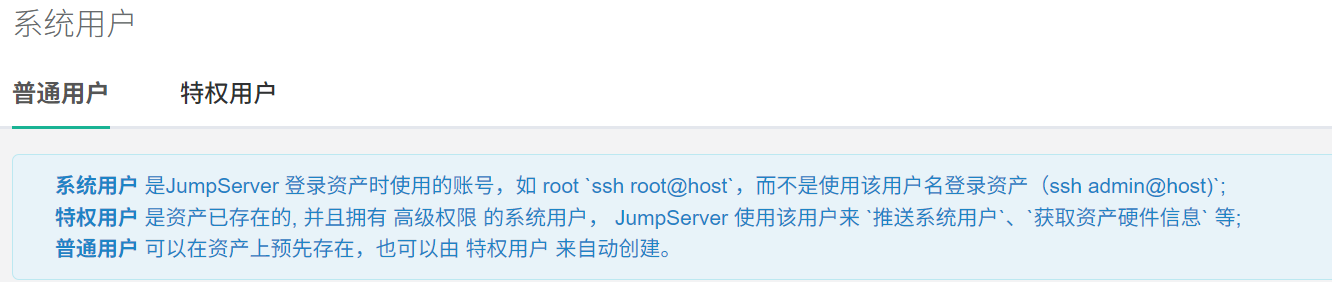 系统用户
普通用户 特权用户
系统用户 是JumpServer 登录资产时使用的账号，如 root `ssh root@host`，而不是使用该用户名登录资产（ssh admin@host)`;
特权用户 是资产已存在的, 并且拥有 高级权限 的系统用户， JumpServer 使用该用户来 `推送系统用户`、`获取资产硬件信息` 等;
普通用户 可以在资产上预先存在，也可以由 特权用户 来自动创建。